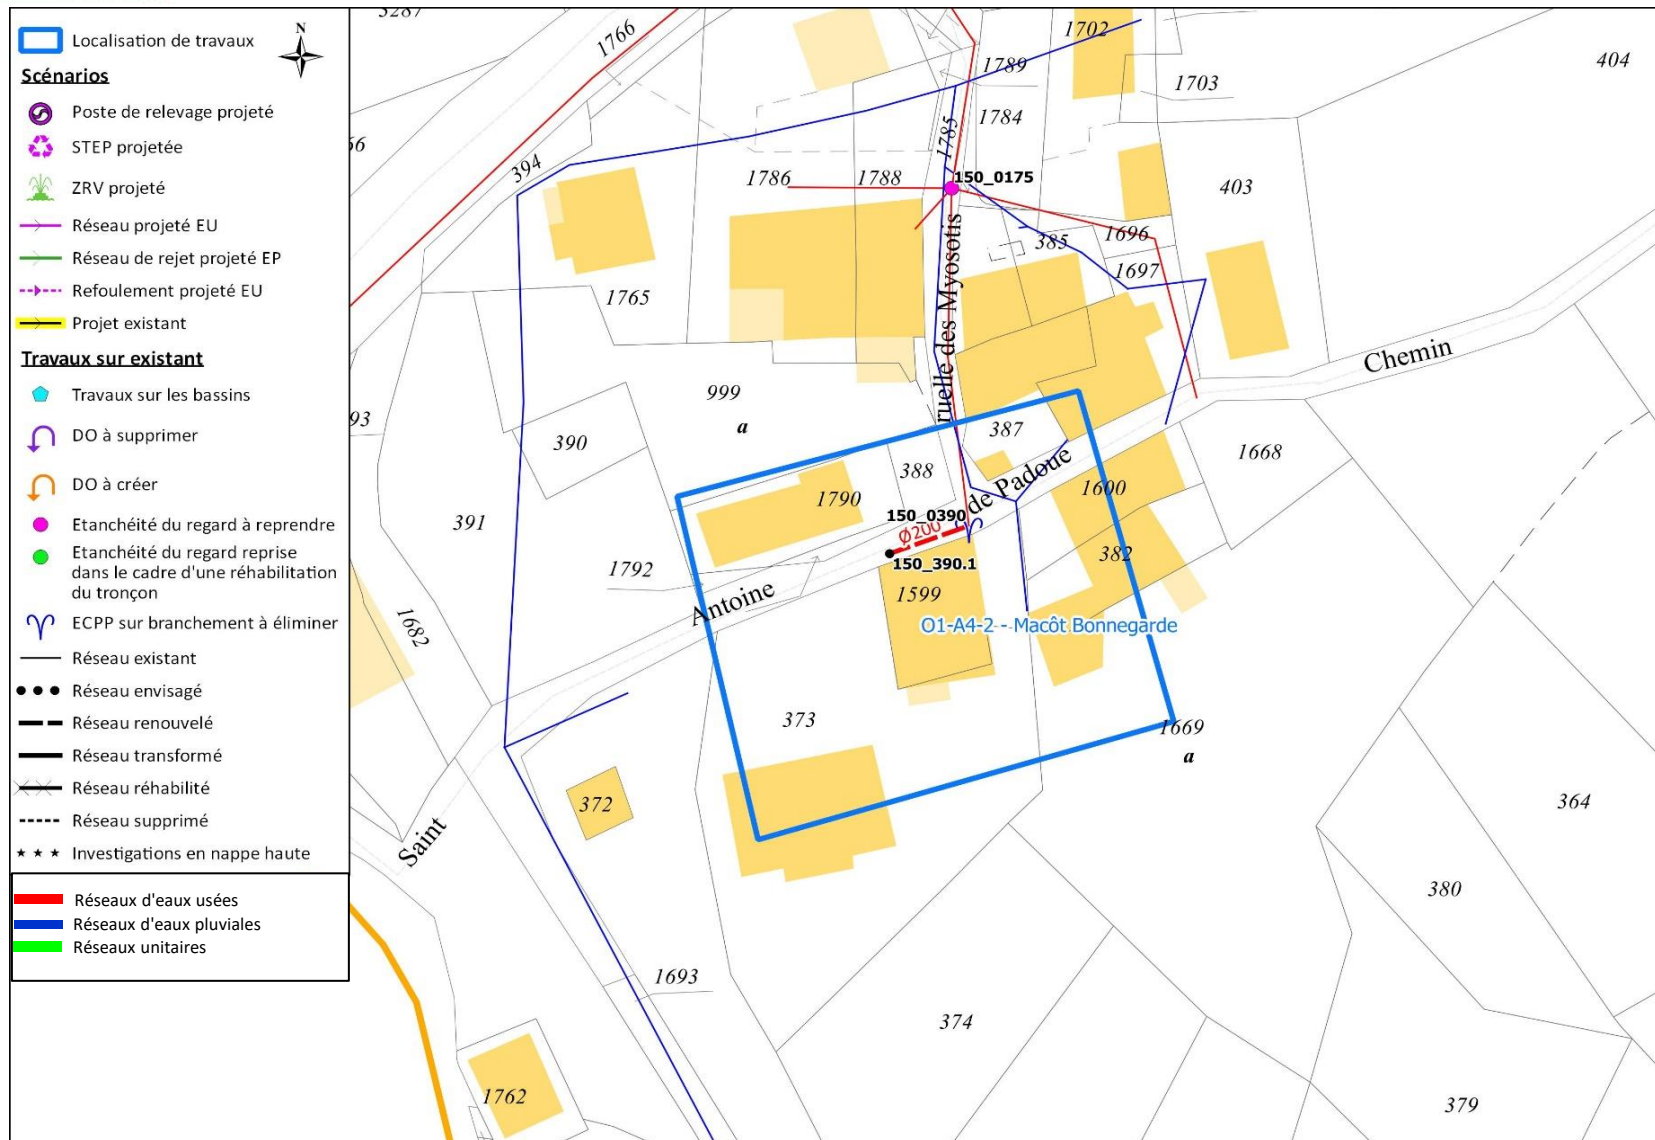 Localisation de travaux
N
Scénarios
Poste de relevage projeté
STEP projetée
ZRV projeté
Réseau projeté EU
Réseau de rejet projeté EP
Refoulement projeté EU
Projet existant
Travaux sur existant
Travaux sur les bassins
DO à supprimer
DO à créer
Etanchéité du regard à reprendre
Etanchéité du regard reprise
dans le cadre d'une réhabilitation
du tronçon
ECPP sur branchement à éliminer
Réseau existant
Réseau envisagé
Réseau renouvelé
Réseau transformé
Réseau réhabilité
Réseau supprimé
Investigations en nappe haute
Réseaux d'eaux usées
Réseaux d'eaux pluviales
Réseaux unitaires
3287
1766
1702
1789
1703
404
1784
1785
394
1786
1788
150_0175
403
385
1696
1697
1765
ruelle des Myosotis
Chemin
999
a
390
387
388
1668
1790
1600
391
150_0390
Ø200
de Padoue
150_390.1
382
1792
1599
Antoine
1682
O1-A4-2 - Macôt Bonnegarde
373
1669
a
372
364
Saint
380
1693
374
1762
379